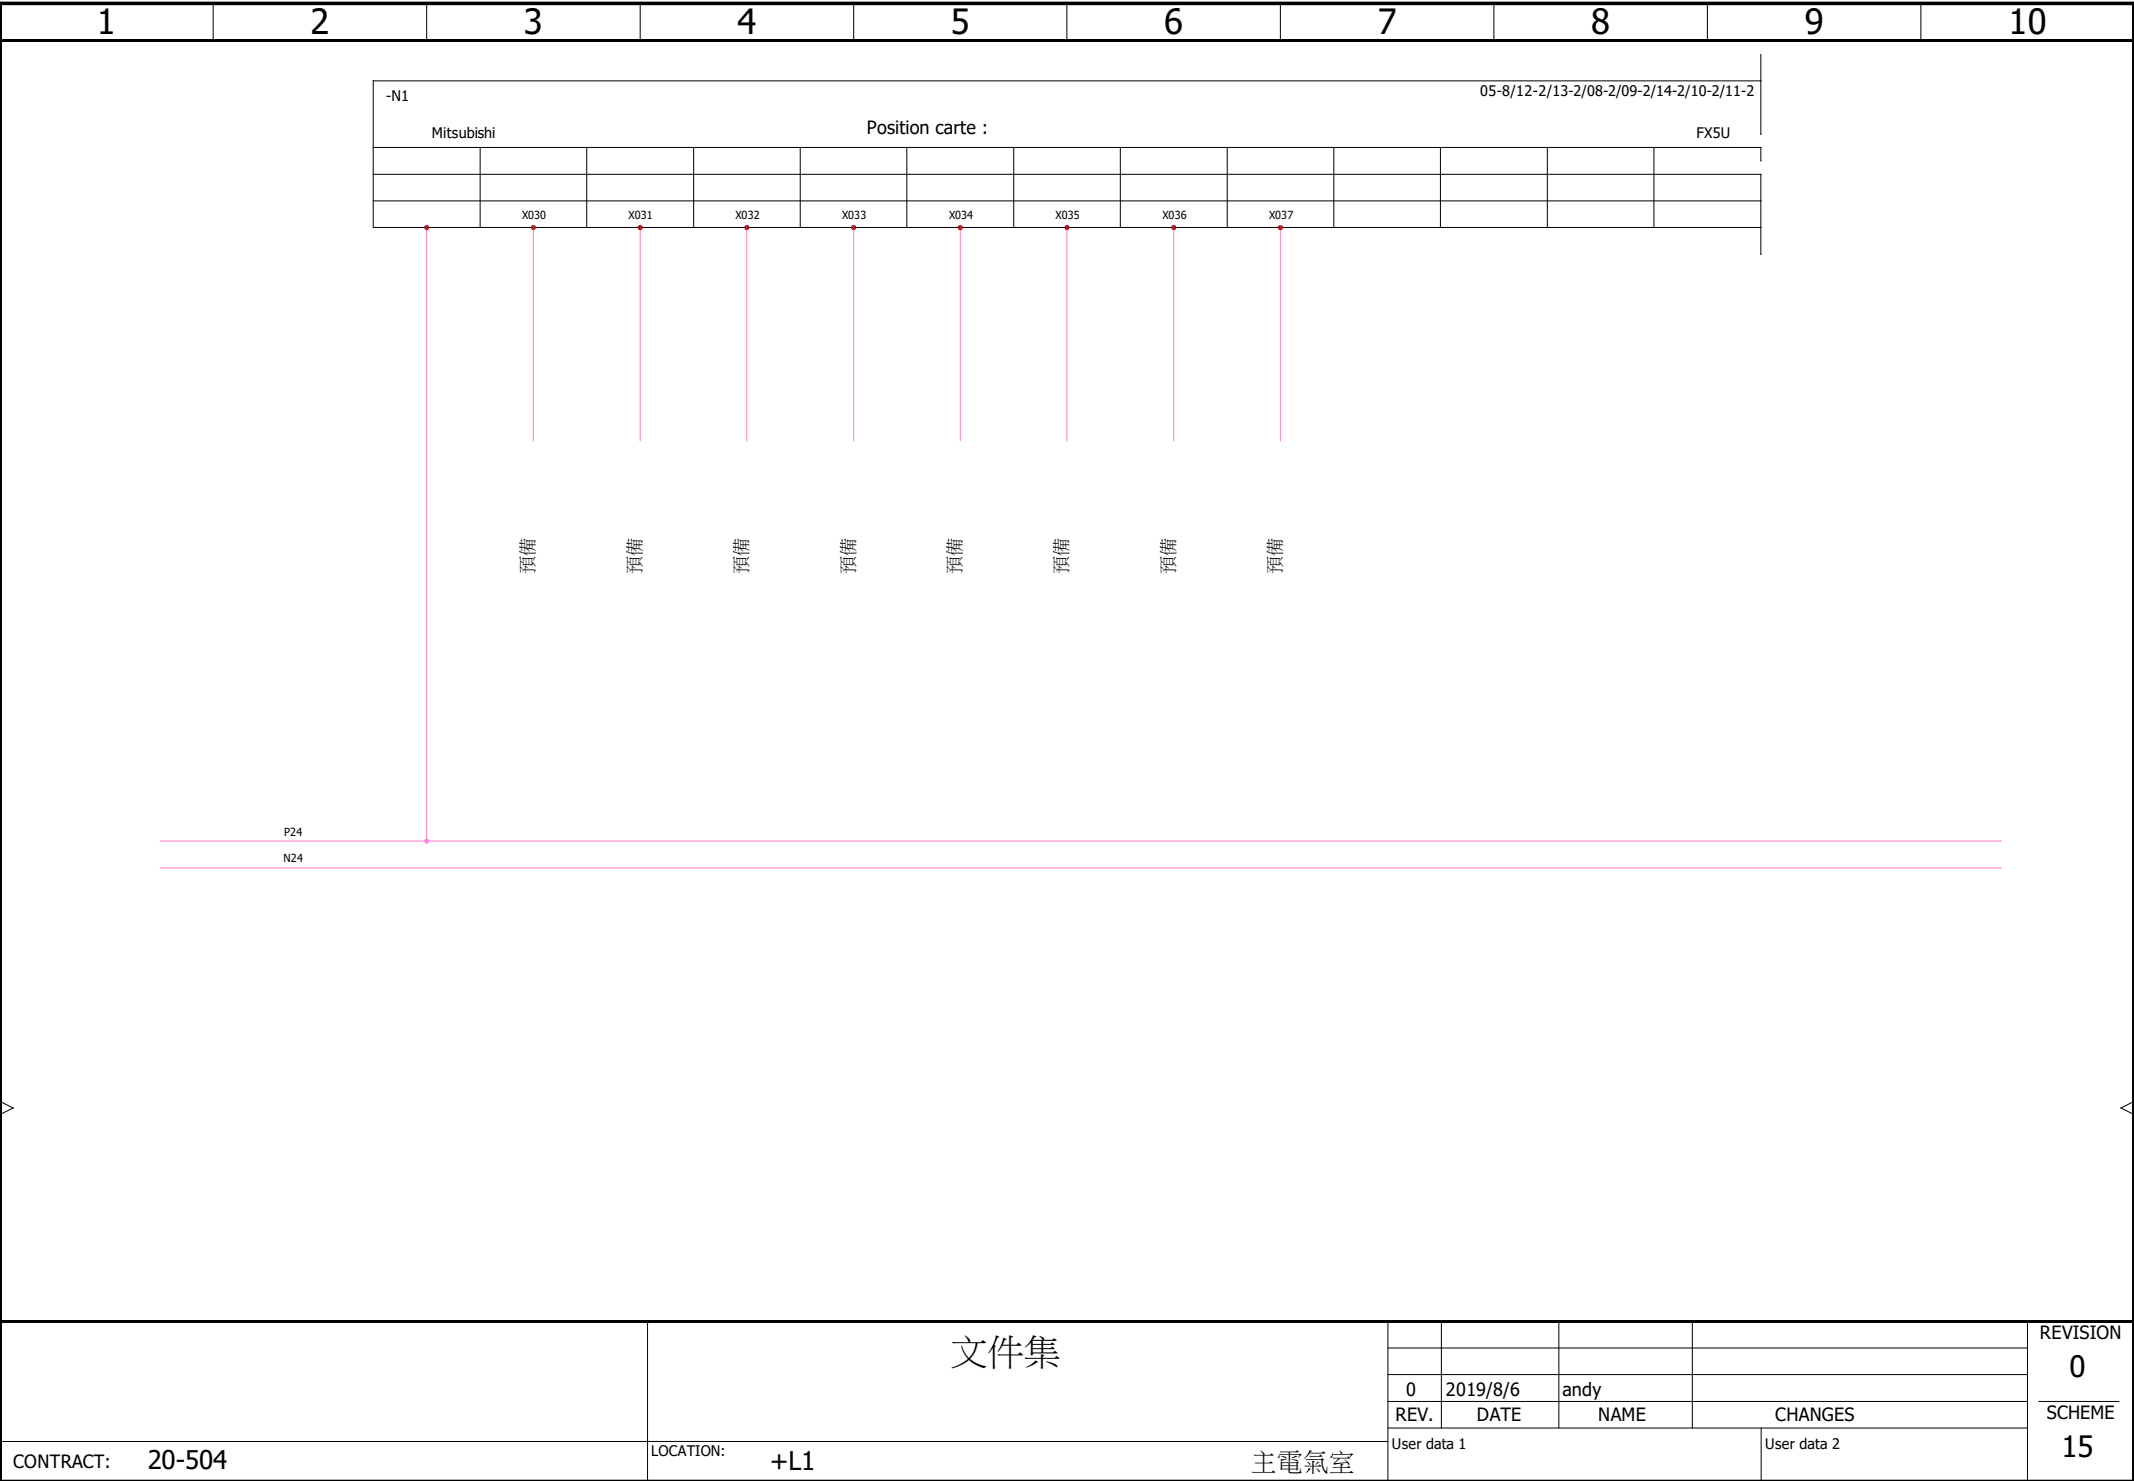 1 2 3 4 5 6 7 8 9 10
-N1 05-8/12-2/13-2/08-2/09-2/14-2/10-2/11-2
Mitsubishi Position carte : FX5U
X030 X031 X032 X033 X034 X035 X036 X037
預備 預備 預備 預備 預備 預備 預備 預備
P24
N24
文件集
REVISION
0
0 2019/8/6 andy
REV. DATE NAME CHANGES
SCHEME
15
User data 1 User data 2
CONTRACT: 20-504
LOCATION: +L1 主電氣室